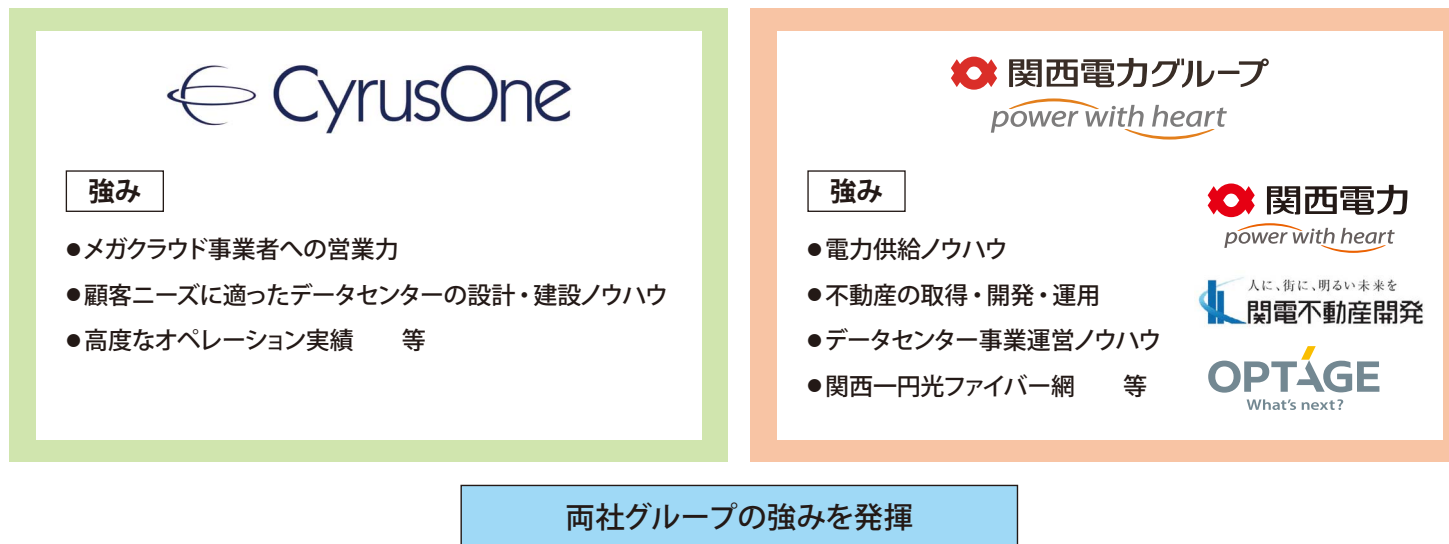 CyrusOne
強み
●メガクラウド事業者への営業力
●顧客ニーズに適ったデータセンターの設計・建設ノウハウ
●高度なオペレーション実績　　等
関西電力グループ
power with heart
強み
●電力供給ノウハウ
●不動産の取得・開発・運用
●データセンター事業運営ノウハウ
●関西一円光ファイバー網　　等
関西電力
power with heart
人に、街に、明るい未来を
関電不動産開発
OPTAGE
What's next?
両社グループの強みを発揮